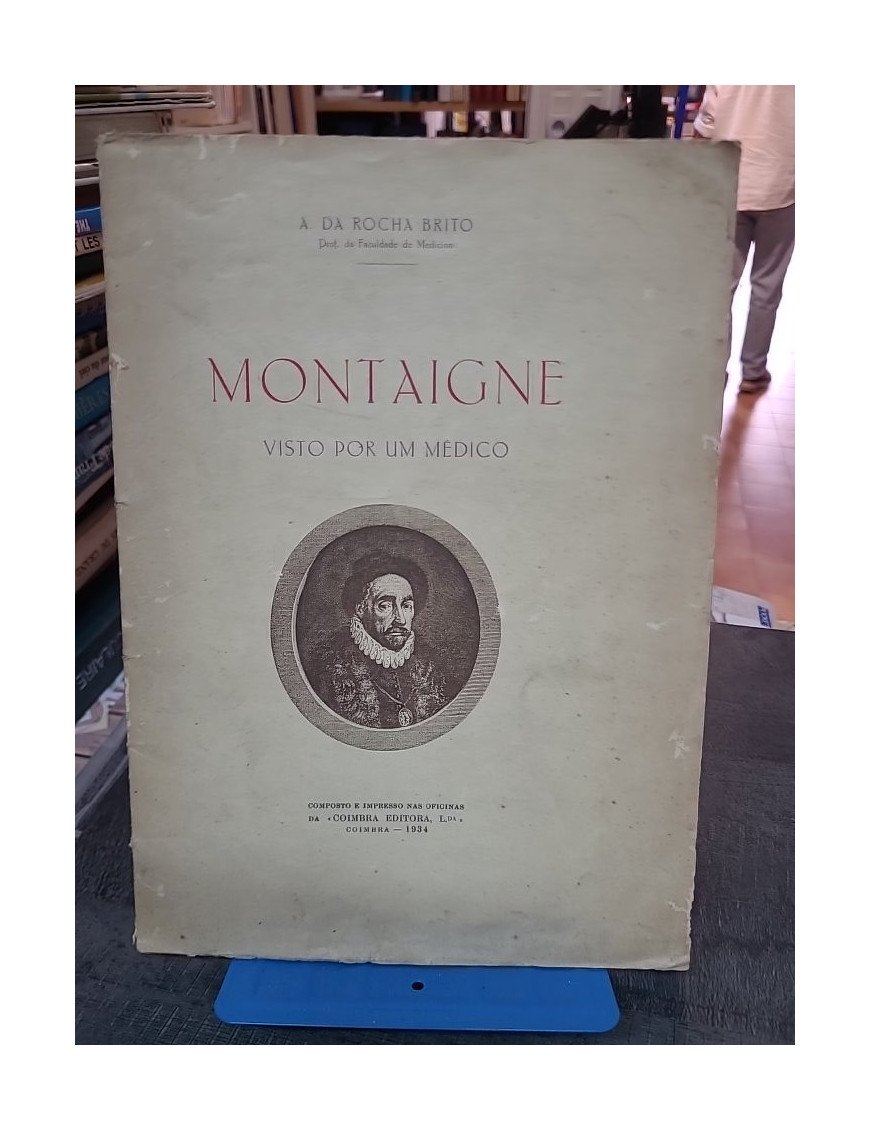 A. DA ROCHA BRITO
Prof. da Faculdade de Medicina
MONTAIGNE
VISTO POR UM MÉDICO
COMPOSTO E IMPRESSO NAS OFICINAS
DA «COIMBRA EDITORA, L.DA»
COIMBRA — 1934
LES